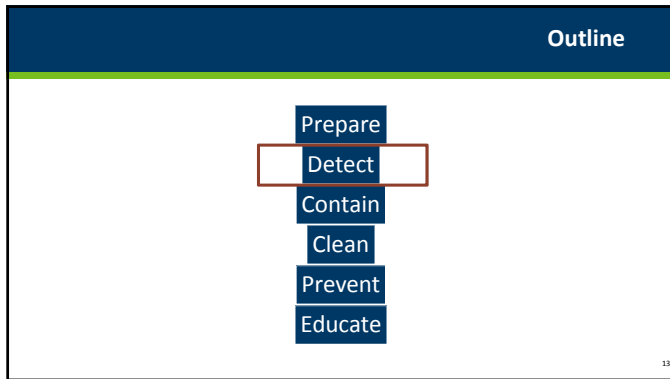 Outline
Prepare
Detect
Contain
Clean
Prevent
Educate
13